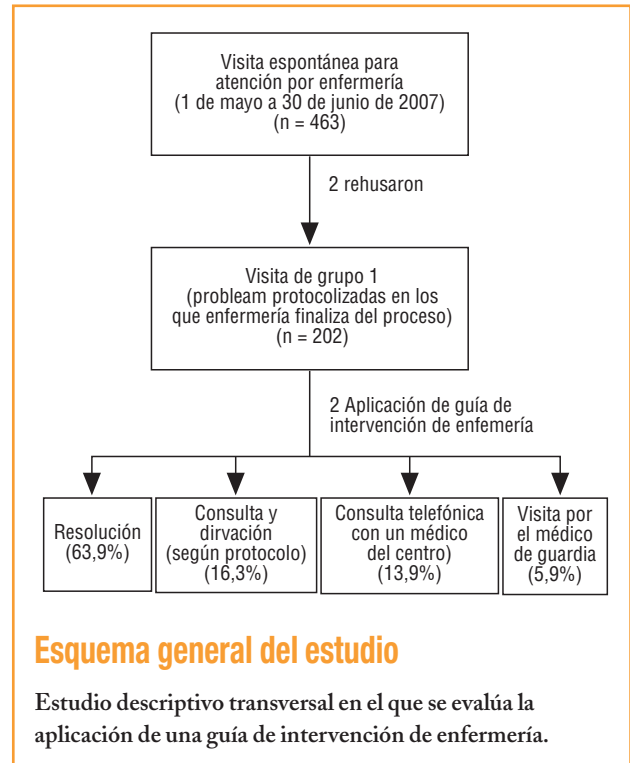 Visita espontánea para
atención por enfermería
(1 de mayo a 30 de junio de 2007)
(n = 463)
2 rehusaron
Visita de grupo 1
(probleam protocolizadas en los
que enfermería finaliza del proceso)
(n = 202)
2 Aplicación de guía de
intervención de enfemería
Resolución
(63,9%)
Consulta y
dirvación
(según protocolo)
(16,3%)
Consulta telefónica
con un médico
del centro)
(13,9%)
Visita por
el médico
de guardia
(5,9%)
Esquema general del estudio
Estudio descriptivo transversal en el que se evalúa la
aplicación de una guía de intervención de enfermería.